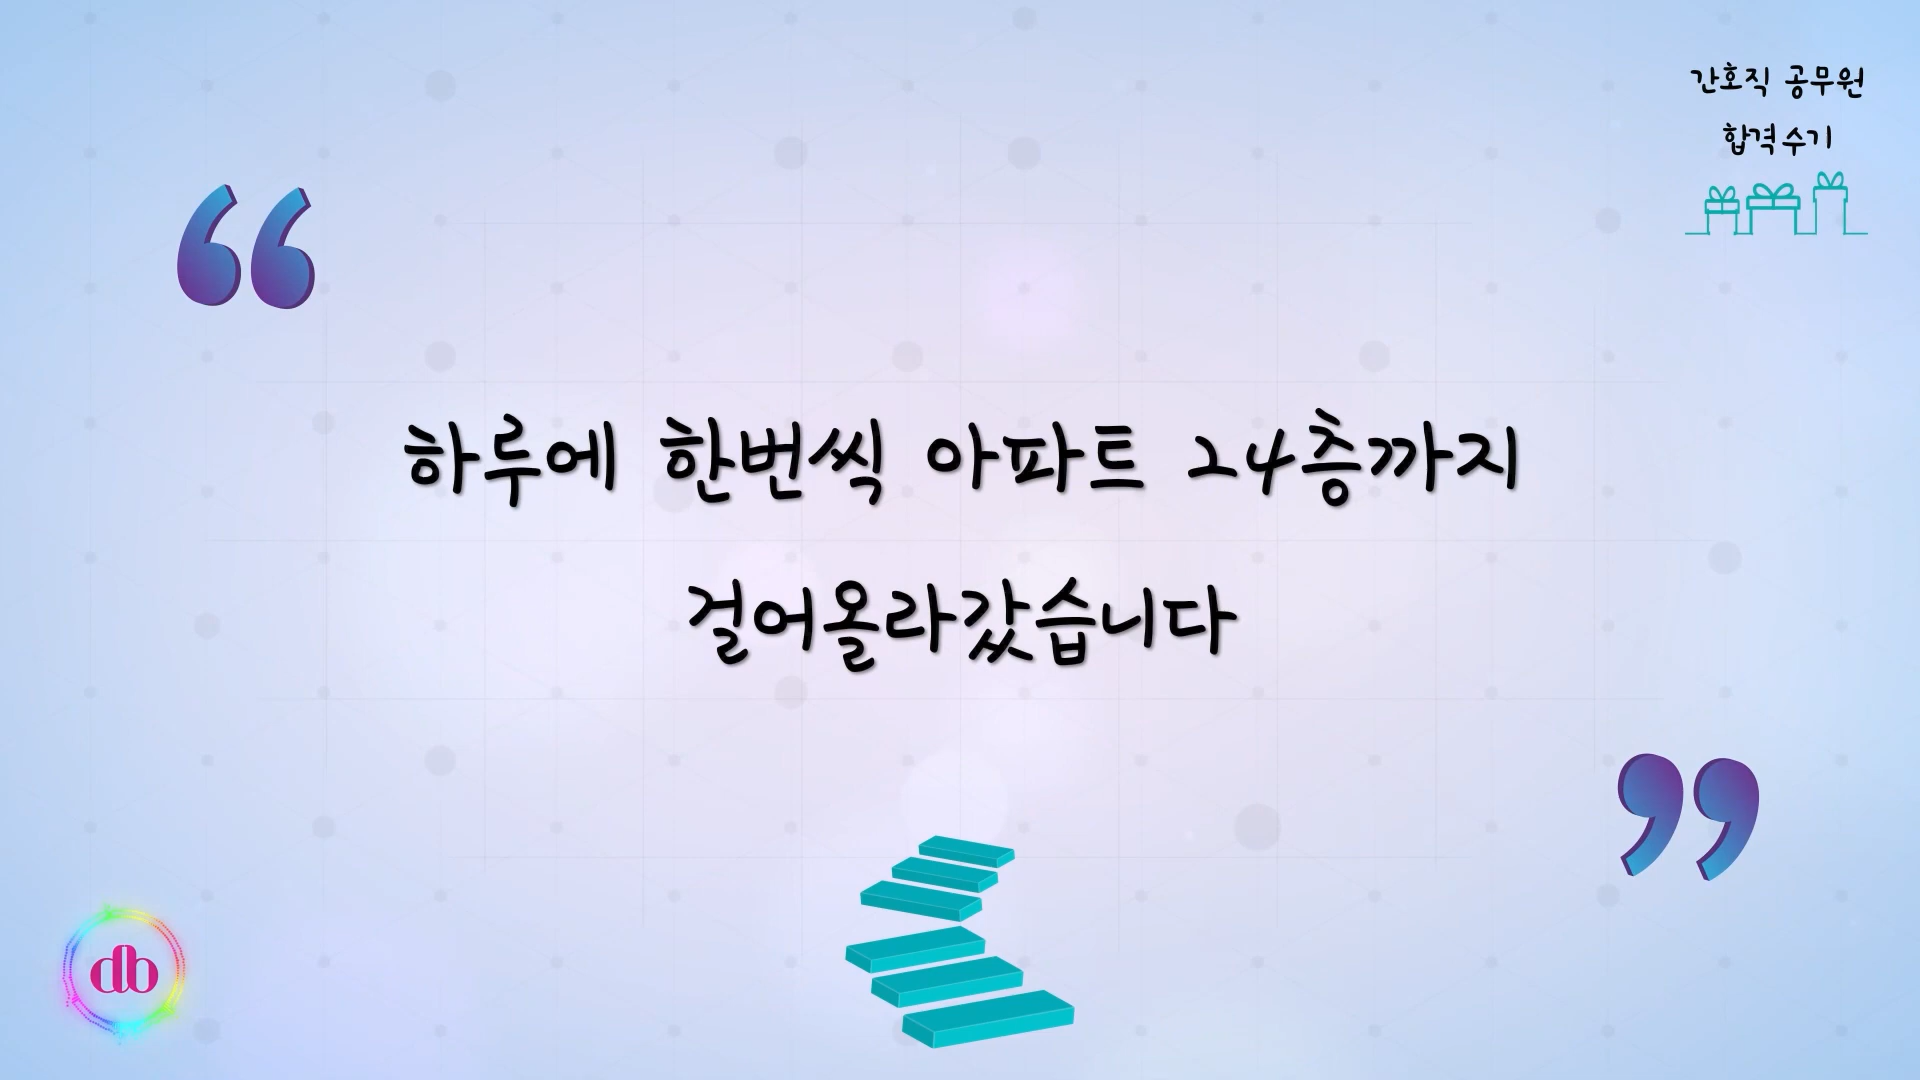 간호직 공무원
합격수기
하루에 한번씩 아파트 24층까지
걸어올라갔습니다
db